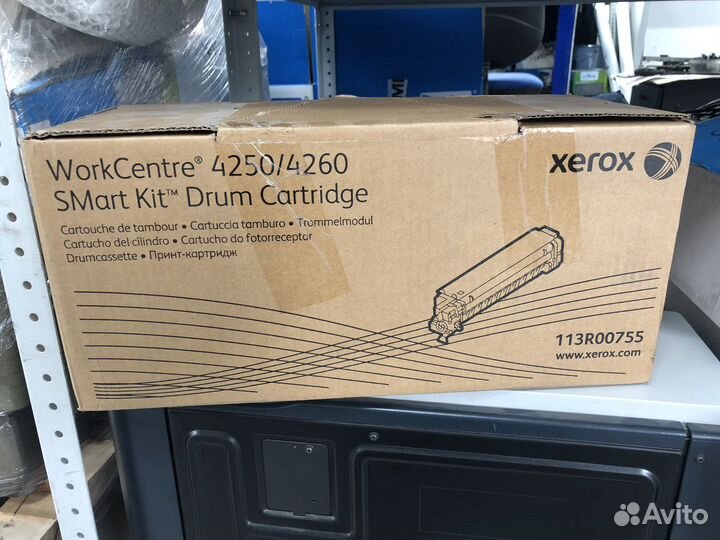 WorkCentre® 4250/4260
SMart Kit™ Drum Cartridge
Cartouche de tambour • Cartuccia tamburo • Trommelmodul
Cartucho del cilindro • Cartucho do fotorreceptor
Drumcassette • Принт-картридж
xerox
113R00755
www.xerox.com
Avito